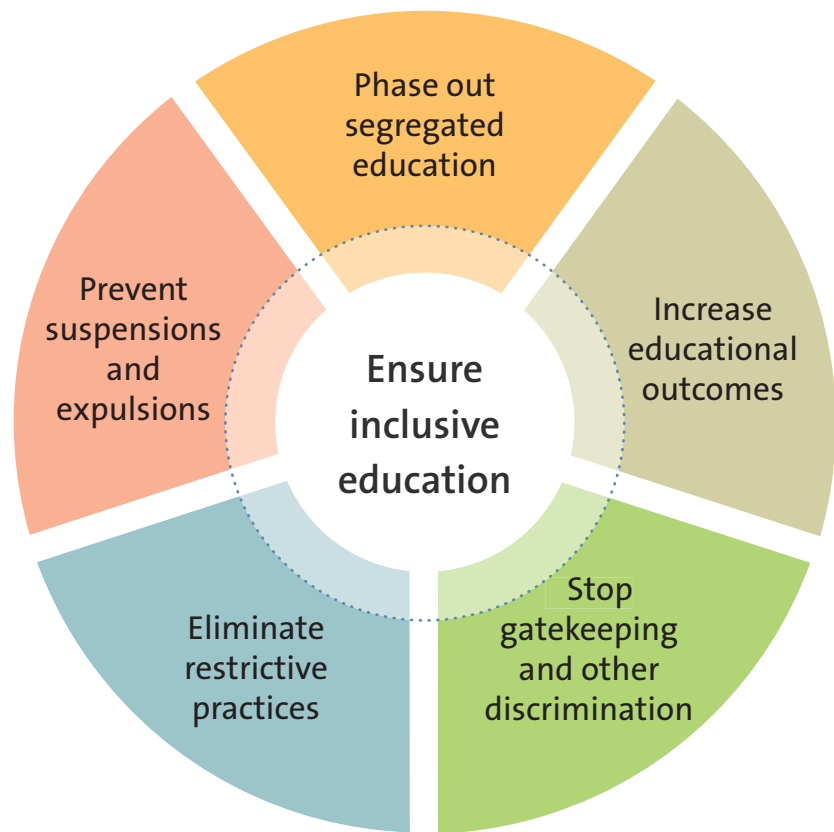 Phase out
segregated
education
Increase
educational
outcomes
Stop
gatekeeping
and other
discrimination
Eliminate
restrictive
practices
Prevent
suspensions
and
expulsions
Ensure
inclusive
education